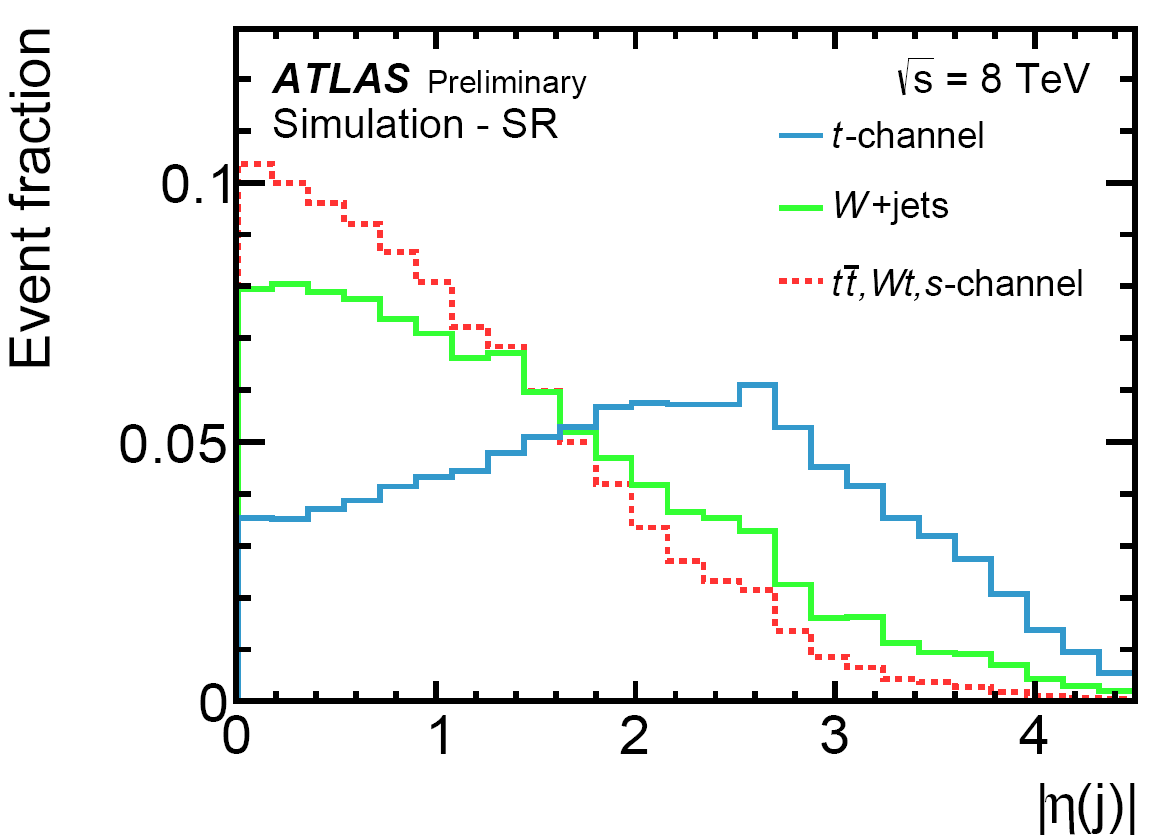 Event fraction
ATLAS Preliminary
Simulation - SR
√s = 8 TeV
t-channel
W+jets
tt̄,Wt,s-channel
0.1
0.05
0
0 1 2 3 4
|η(j)|